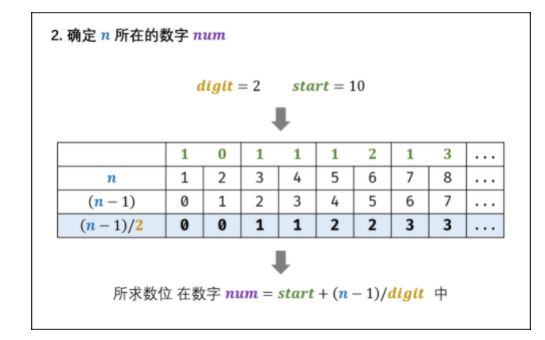 2. 确定 n 所在的数字 num
digit = 2 start = 10
1 0 1 1 1 2 1 3 ...
n 1 2 3 4 5 6 7 8 ...
(n − 1) 0 1 2 3 4 5 6 7 ...
(n − 1)/2 0 0 1 1 2 2 3 3 ...
所求数位 在数字 num = start + (n − 1)/digit 中